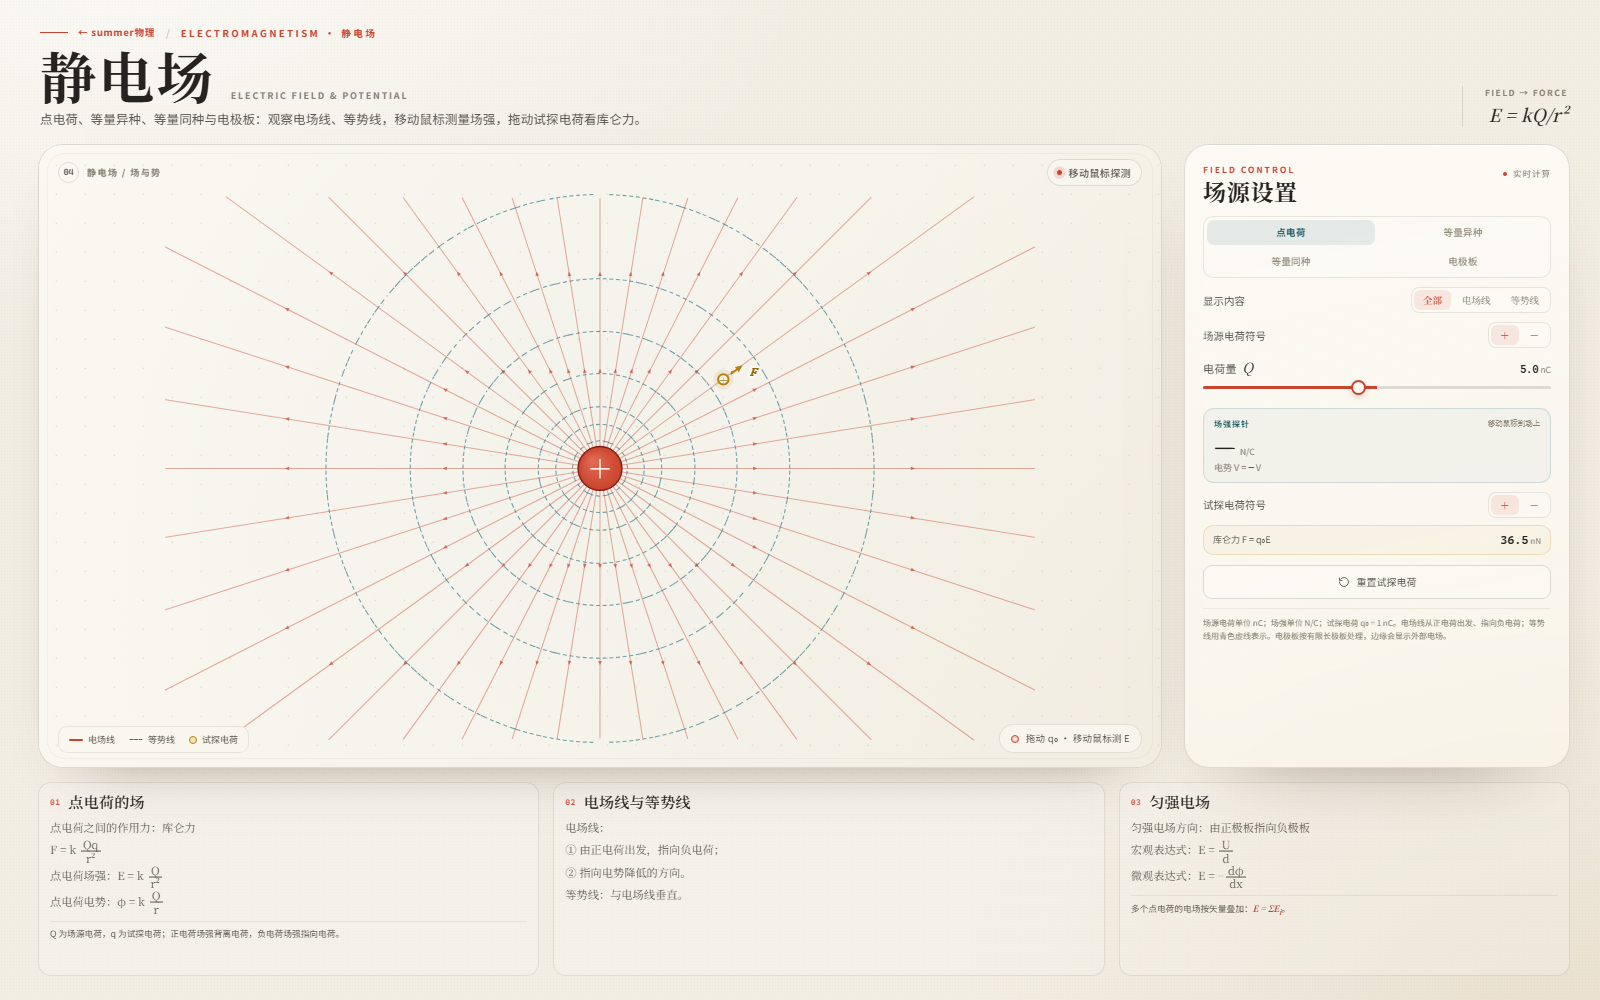 ← summer物理 / ELECTROMAGNETISM • 静电场
静电场 ELECTRIC FIELD & POTENTIAL
点电荷、等量异种、等量同种与电极板：观察电场线、等势线，移动鼠标测量场强，拖动试探电荷看库仑力。
FIELD → FORCE
E = kQ/r²
04 静电场 / 场与势
移动鼠标探测
F
电场线 等势线 试探电荷
拖动 q₀ • 移动鼠标测 E
FIELD CONTROL
场源设置
实时计算
点电荷 等量异种
等量同种 电极板
显示内容 全部 电场线 等势线
场源电荷符号 + −
电荷量 Q 5.0 nC
场强探针 移动鼠标到场上
— N/C
电势 V = − V
试探电荷符号 + −
库仑力 F = q₀E 36.5 nN
重置试探电荷
场源电荷单位 nC；场强单位 N/C；试探电荷 q₀ = 1 nC。电场线从正电荷出发、指向负电荷；等势
线用青色虚线表示。电极板按有限长极板处理，边缘会显示外部电场。
01 点电荷的场
点电荷之间的作用力：库仑力
F = k Qq/r²
点电荷场强：E = k Q/r²
点电荷电势：ϕ = k Q/r
Q 为场源电荷，q 为试探电荷；正电荷场强背离电荷，负电荷场强指向电荷。
02 电场线与等势线
电场线：
① 由正电荷出发，指向负电荷；
② 指向电势降低的方向。
等势线：与电场线垂直。
03 匀强电场
匀强电场方向：由正极板指向负极板
宏观表达式：E = U/d
微观表达式：E = − dϕ/dx
多个点电荷的电场按矢量叠加：E = ΣEᵢ。